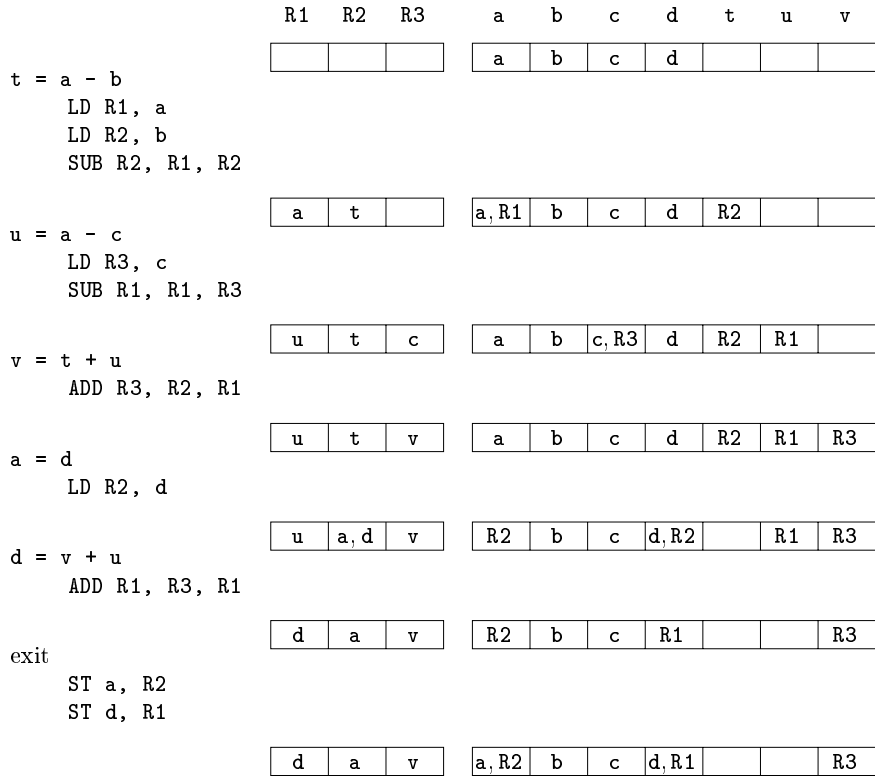 R1 R2 R3 a b c d t u v
a b c d
t = a - b
LD R1, a
LD R2, b
SUB R2, R1, R2
a t a, R1 b c d R2
u = a - c
LD R3, c
SUB R1, R1, R3
u t c a b c, R3 d R2 R1
v = t + u
ADD R3, R2, R1
u t v a b c d R2 R1 R3
a = d
LD R2, d
u a, d v R2 b c d, R2 R1 R3
d = v + u
ADD R1, R3, R1
d a v R2 b c R1 R3
exit
ST a, R2
ST d, R1
d a v a, R2 b c d, R1 R3